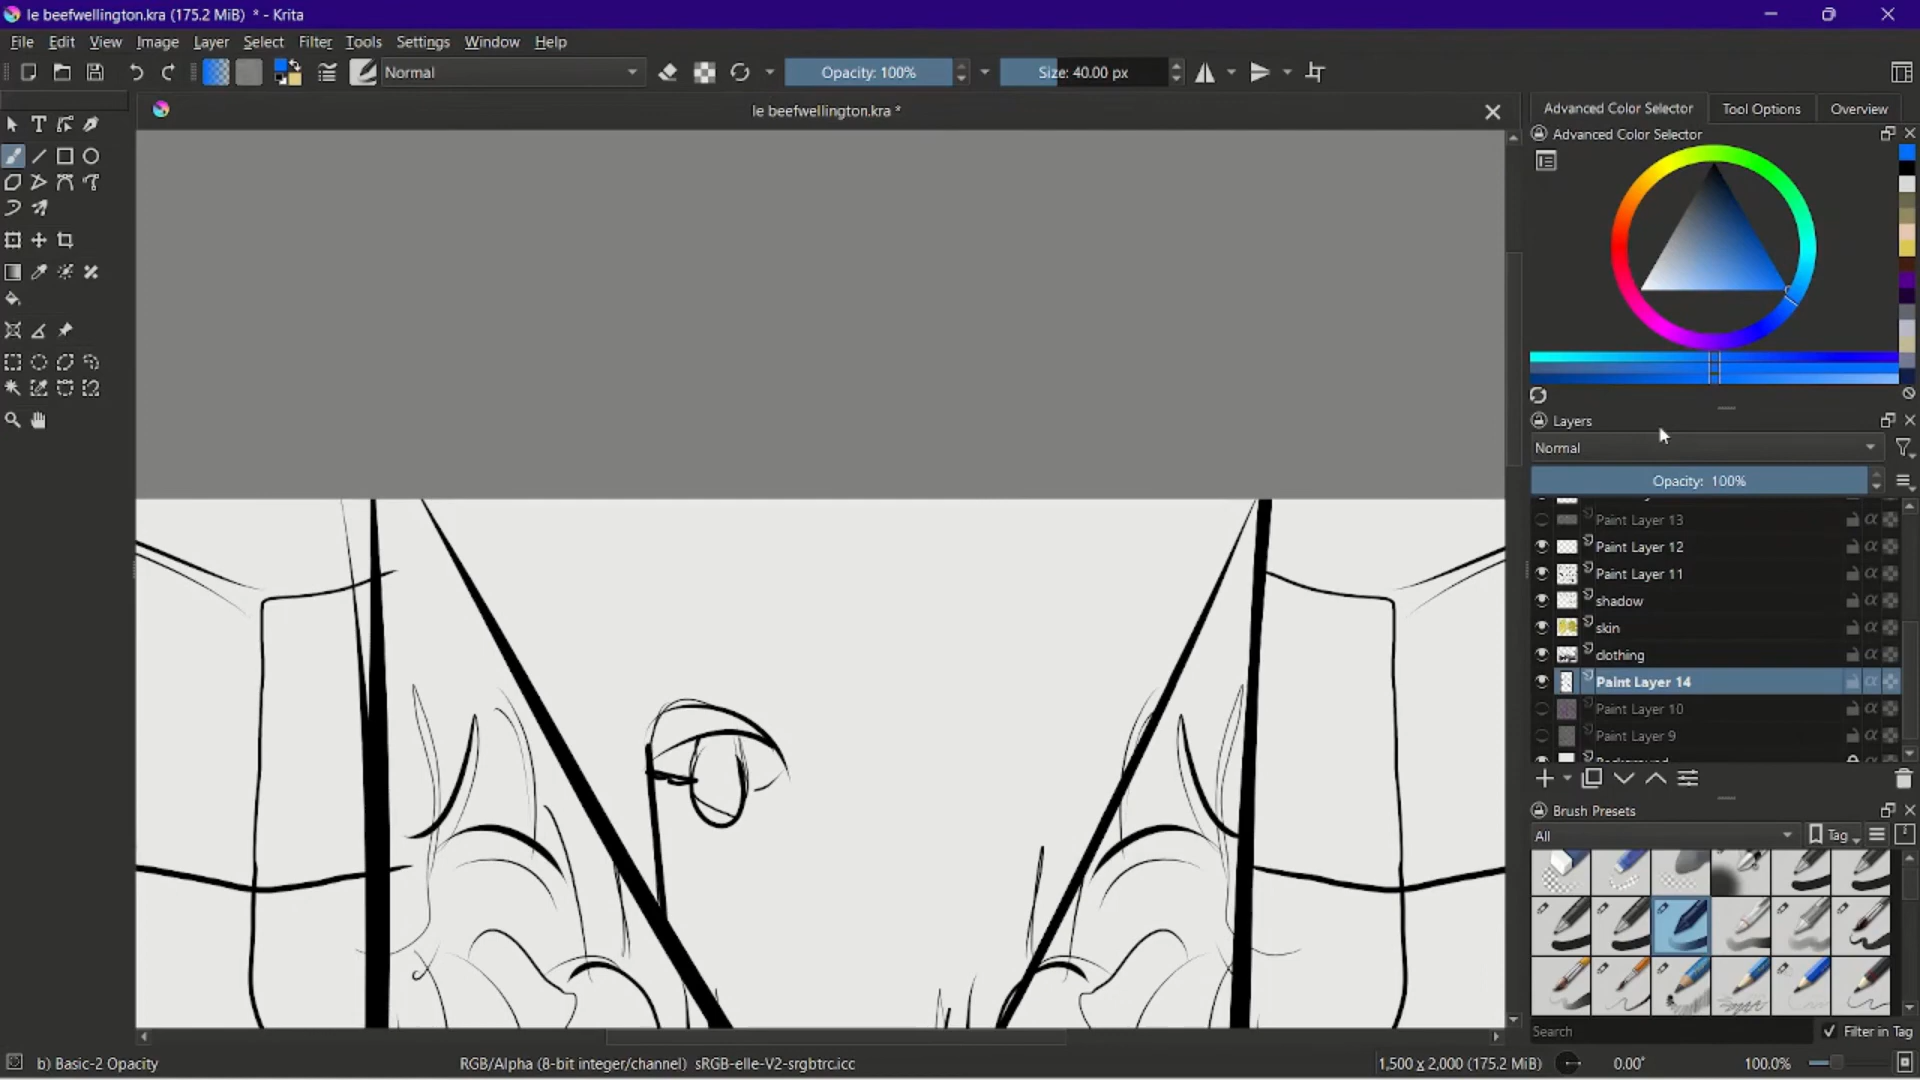 le beefwellington.kra (175.2 MiB) * - Krita
File Edit View Image Layer Select Filter Tools Settings Window Help
Normal Opacity: 100% Size: 40.00 px
le beefwellington.kra *
Advanced Color Selector Tool Options Overview
Advanced Color Selector
Layers
Normal
Opacity: 100%
Paint Layer 13
Paint Layer 12
Paint Layer 11
shadow
skin
clothing
Paint Layer 14
Paint Layer 10
Paint Layer 9
Background
Brush Presets
All Tag
Search Filter in Tag
b) Basic-2 Opacity RGB/Alpha (8-bit integer/channel) sRGB-elle-V2-srgbtrc.icc 1,500 x 2,000 (175.2 MiB) 0.00° 100.0%